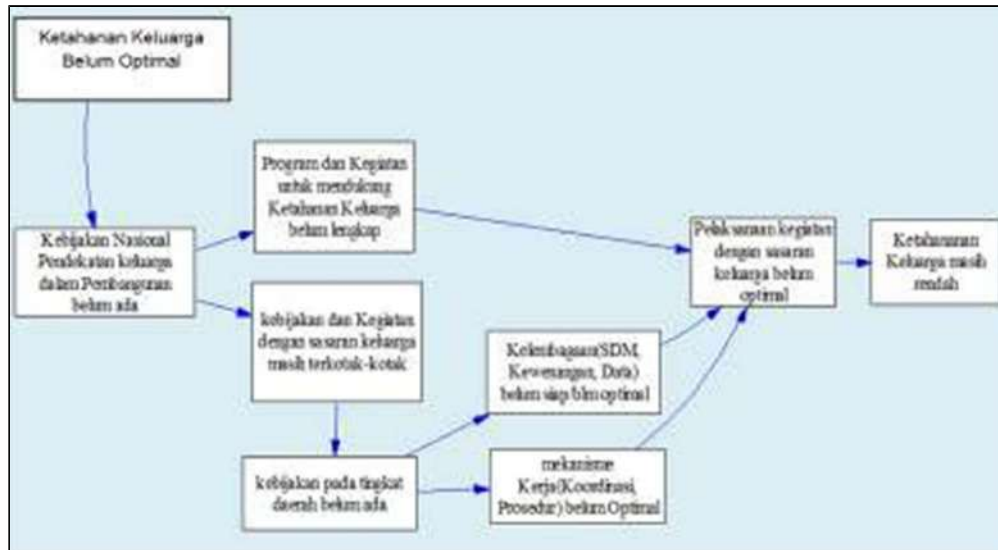 Ketahanan Keluarga
Belum Optimal
Program dan Kegiatan
untuk mendukung
Ketahanan Keluarga
belum lengkap
Kebijakan Nasional
Pendekatan keluarga
dalam Pembangunan
belum ada
Pelaksanaan kegiatan
dengan sasaran
keluarga belum
optimal
Ketahananan
Keluarga masih
rendah
kebijakan dan Kegiatan
dengan sasaran keluarga
masih terkotak-kotak
Kelembagaan(SDM,
Kewenangan, Data)
belum siap/blm optimal
kebijakan pada tingkat
daerah belum ada
mekanisme
Kerja(Koordinasi,
Prosedur) belum Optimal